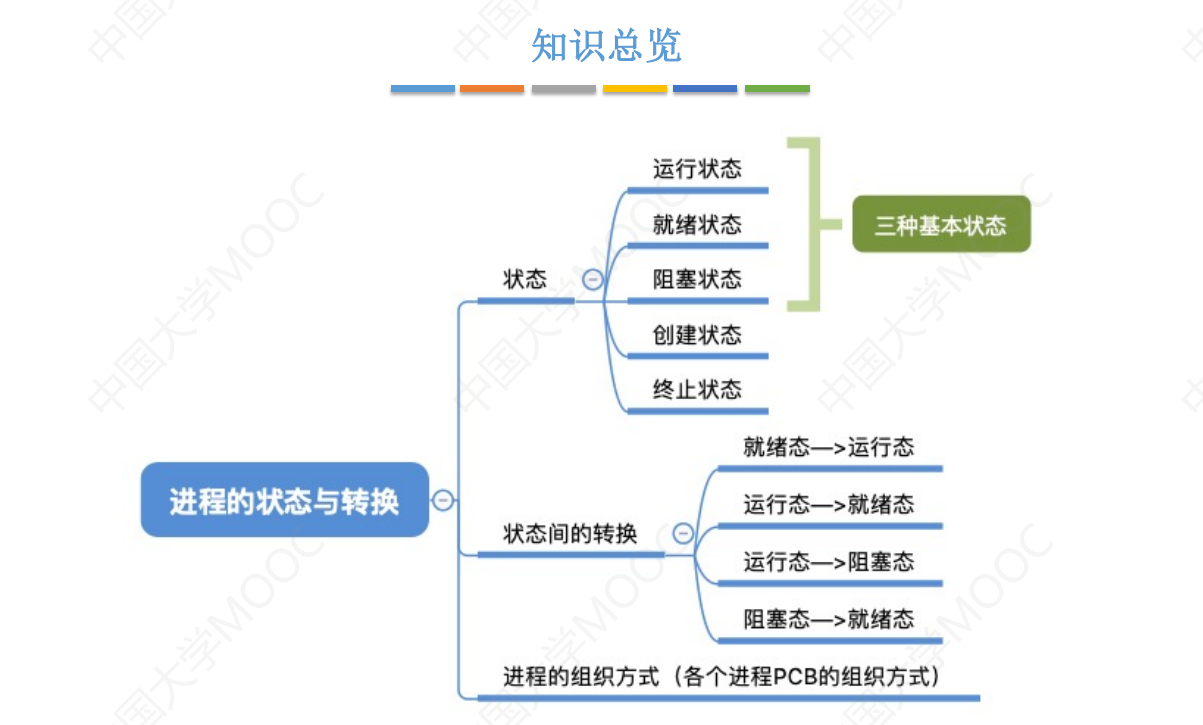 知识总览
运行状态
就绪状态
三种基本状态
状态
阻塞状态
创建状态
终止状态
就绪态—>运行态
进程的状态与转换
运行态—>就绪态
状态间的转换
运行态—>阻塞态
阻塞态—>就绪态
进程的组织方式（各个进程PCB的组织方式）
中国大学MOOC